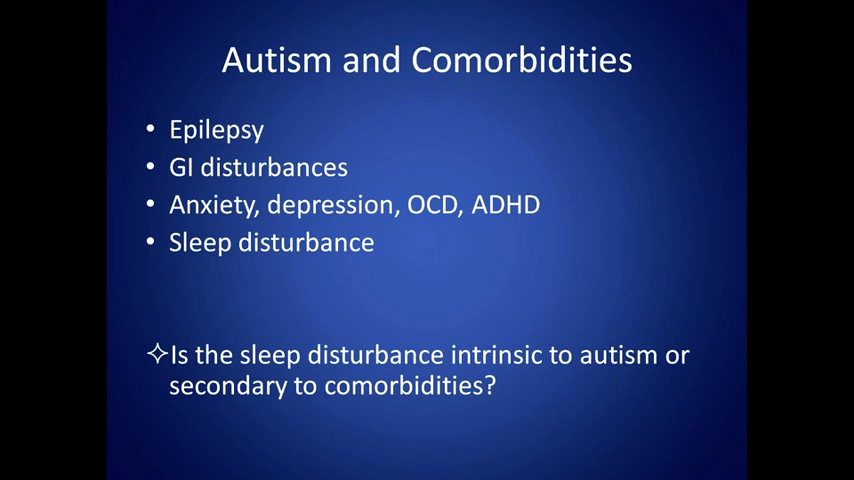 Autism and Comorbidities
• Epilepsy
• GI disturbances
• Anxiety, depression, OCD, ADHD
• Sleep disturbance
✧Is the sleep disturbance intrinsic to autism or
secondary to comorbidities?